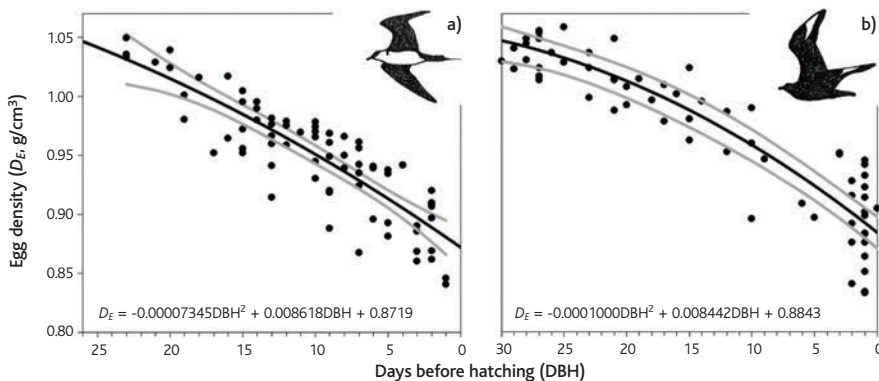 a)
b)
Egg density (D_E, g/cm³)
1.05
1.00
0.95
0.90
0.85
0.80
D_E = -0.00007345DBH² + 0.008618DBH + 0.8719
D_E = -0.0001000DBH² + 0.008442DBH + 0.8843
25 20 15 10 5 0
30 25 20 15 10 5 0
Days before hatching (DBH)